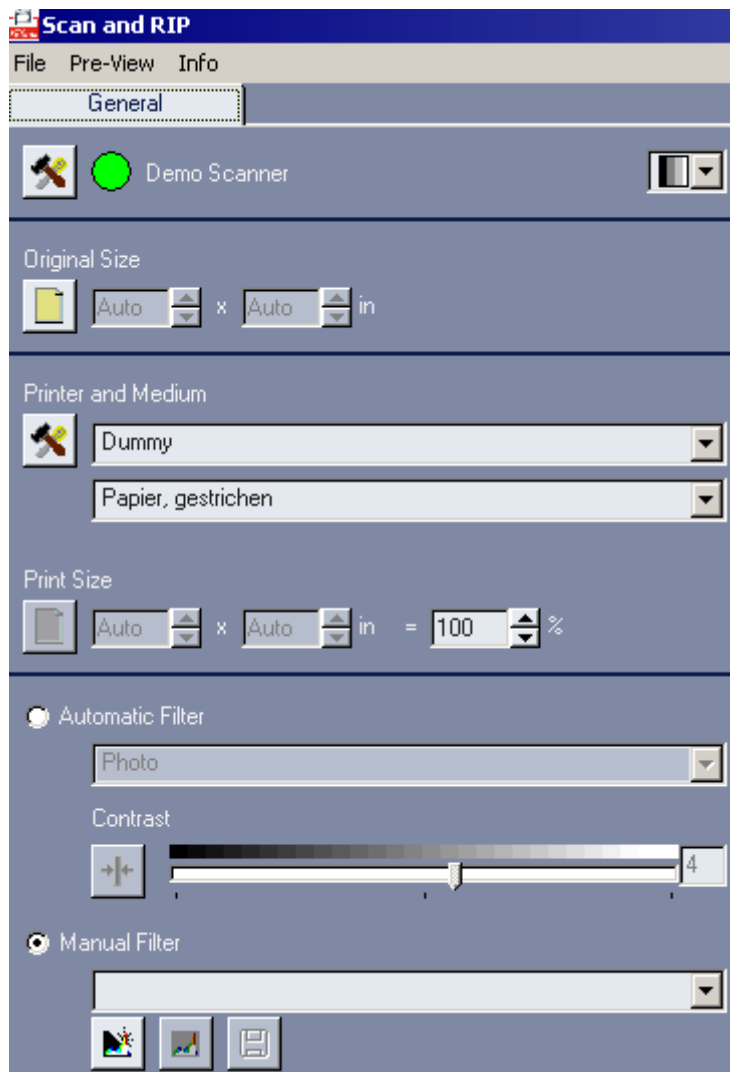 Scan and RIP
File Pre-View Info
General
Demo Scanner
Original Size
Auto x Auto in
Printer and Medium
Dummy
Papier, gestrichen
Print Size
Auto x Auto in = 100 %
Automatic Filter
Photo
Contrast
4
Manual Filter